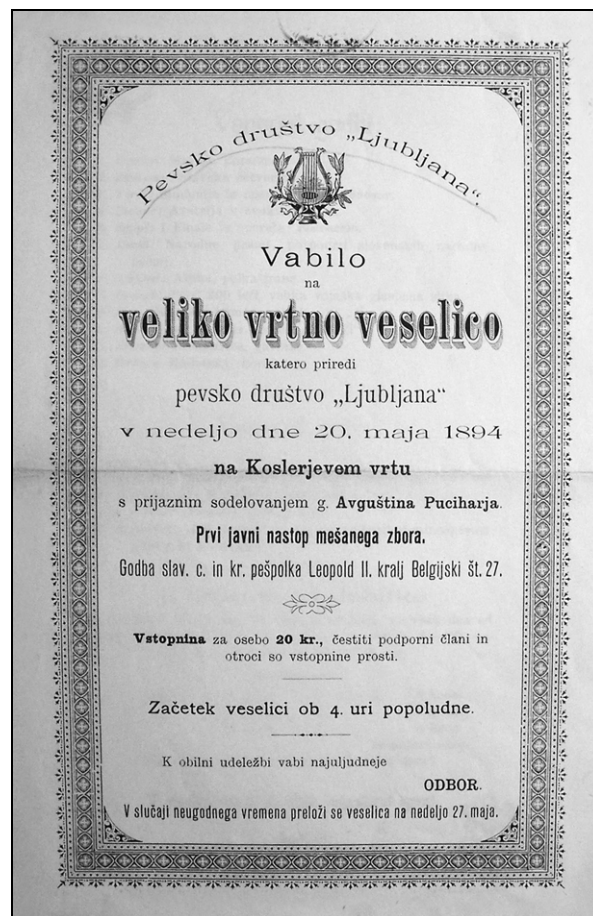 Pevsko društvo „Ljubljana“.
Vabilo
na
veliko vrtno veselico
katero priredi
pevsko društvo „Ljubljana“
v nedeljo dne 20. maja 1894
na Koslerjevem vrtu
s prijaznim sodelovanjem g. Avguština Puciharja.
Prvi javni nastop mešanega zbora.
Godba slav. c. in kr. pešpolka Leopold II. kralj Belgijski št. 27.
Vstopnina za osebo 20 kr., čestiti podporni člani in
otroci so vstopnine prosti.
Začetek veselici ob 4. uri popoludne.
K obilni udeležbi vabi najuljudneje
ODBOR.
V slučaji neugodnega vremena preloži se veselica na nedeljo 27. maja.